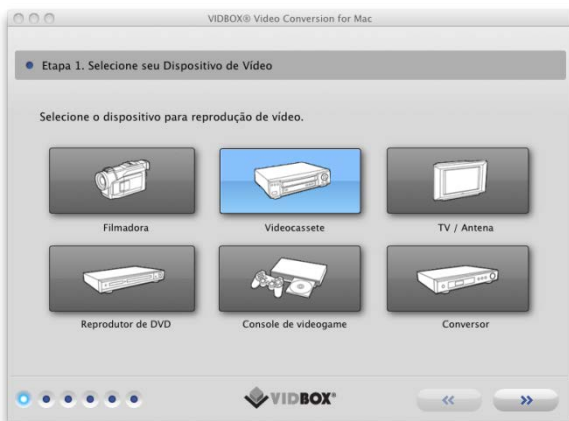 VIDBOX® Video Conversion for Mac
Etapa 1. Selecione seu Dispositivo de Vídeo
Selecione o dispositivo para reprodução de vídeo.
Filmadora
Videocassete
TV / Antena
Reprodutor de DVD
Console de videogame
Conversor
VIDBOX®